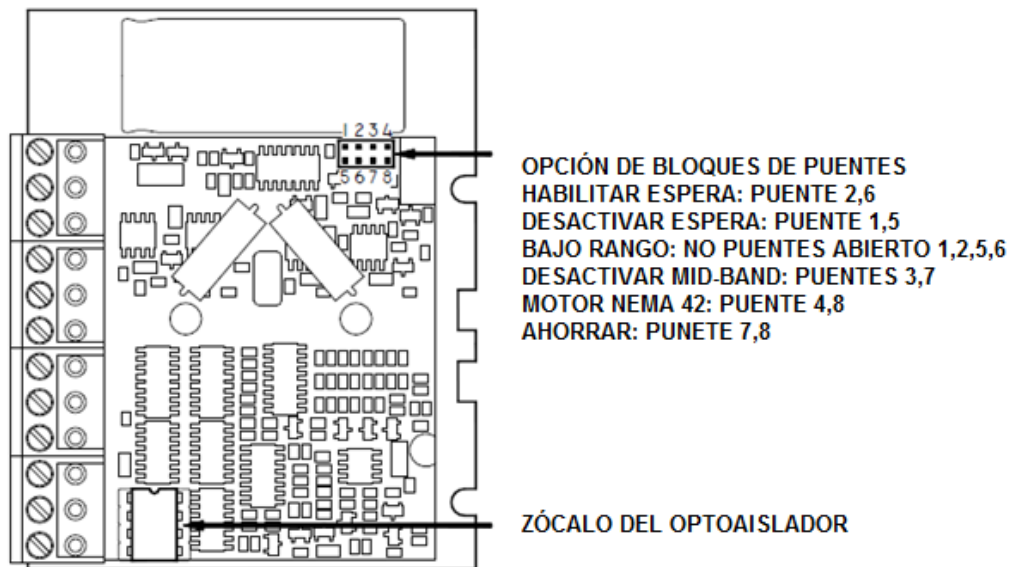 1 2 3 4
5 6 7 8
OPCIÓN DE BLOQUES DE PUENTES
HABILITAR ESPERA: PUENTE 2,6
DESACTIVAR ESPERA: PUENTE 1,5
BAJO RANGO: NO PUENTES ABIERTO 1,2,5,6
DESACTIVAR MID-BAND: PUENTES 3,7
MOTOR NEMA 42: PUENTE 4,8
AHORRAR: PUNETE 7,8
ZÓCALO DEL OPTOAISLADOR